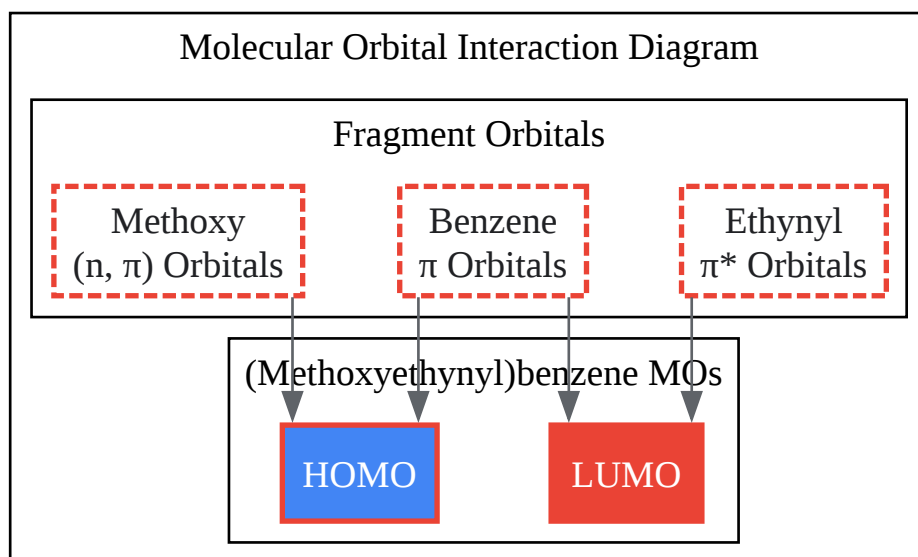 Molecular Orbital Interaction Diagram
Fragment Orbitals
Methoxy
(n, π) Orbitals
Benzene
π Orbitals
Ethynyl
π* Orbitals
(Methoxyethynyl)benzene MOs
HOMO
LUMO